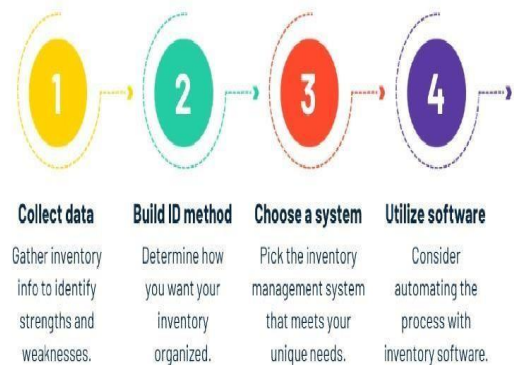 1
2
3
4
Collect data
Gather inventory
info to identify
strengths and
weaknesses.
Build ID method
Determine how
you want your
inventory
organized.
Choose a system
Pick the inventory
management system
that meets your
unique needs.
Utilize software
Consider
automating the
process with
inventory software.